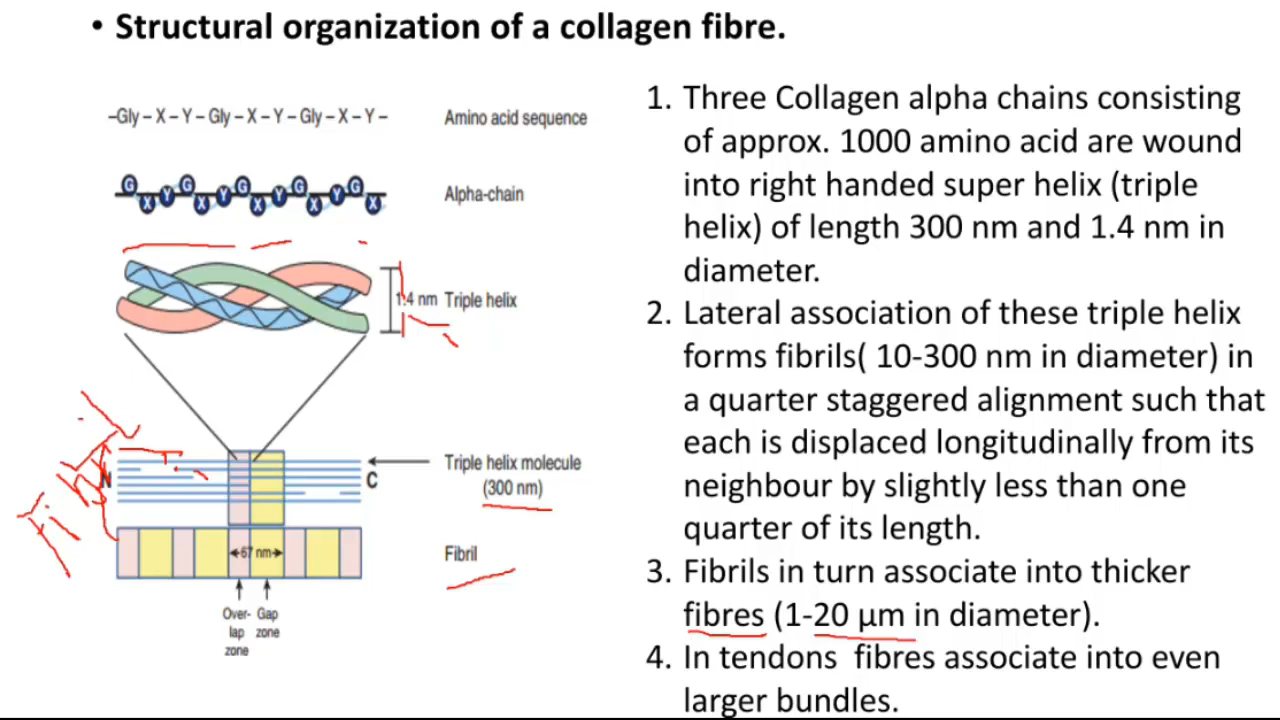 • Structural organization of a collagen fibre.
–Gly – X – Y – Gly – X – Y – Gly – X – Y –
Amino acid sequence
G X Y G X Y G X Y G X Y G X
Alpha-chain
1.4 nm Triple helix
N
C
Triple helix molecule
(300 nm)
67 nm
Fibril
Over-
lap
zone
Gap
zone
Fibril
1. Three Collagen alpha chains consisting
of approx. 1000 amino acid are wound
into right handed super helix (triple
helix) of length 300 nm and 1.4 nm in
diameter.
2. Lateral association of these triple helix
forms fibrils( 10-300 nm in diameter) in
a quarter staggered alignment such that
each is displaced longitudinally from its
neighbour by slightly less than one
quarter of its length.
3. Fibrils in turn associate into thicker
fibres (1-20 µm in diameter).
4. In tendons fibres associate into even
larger bundles.